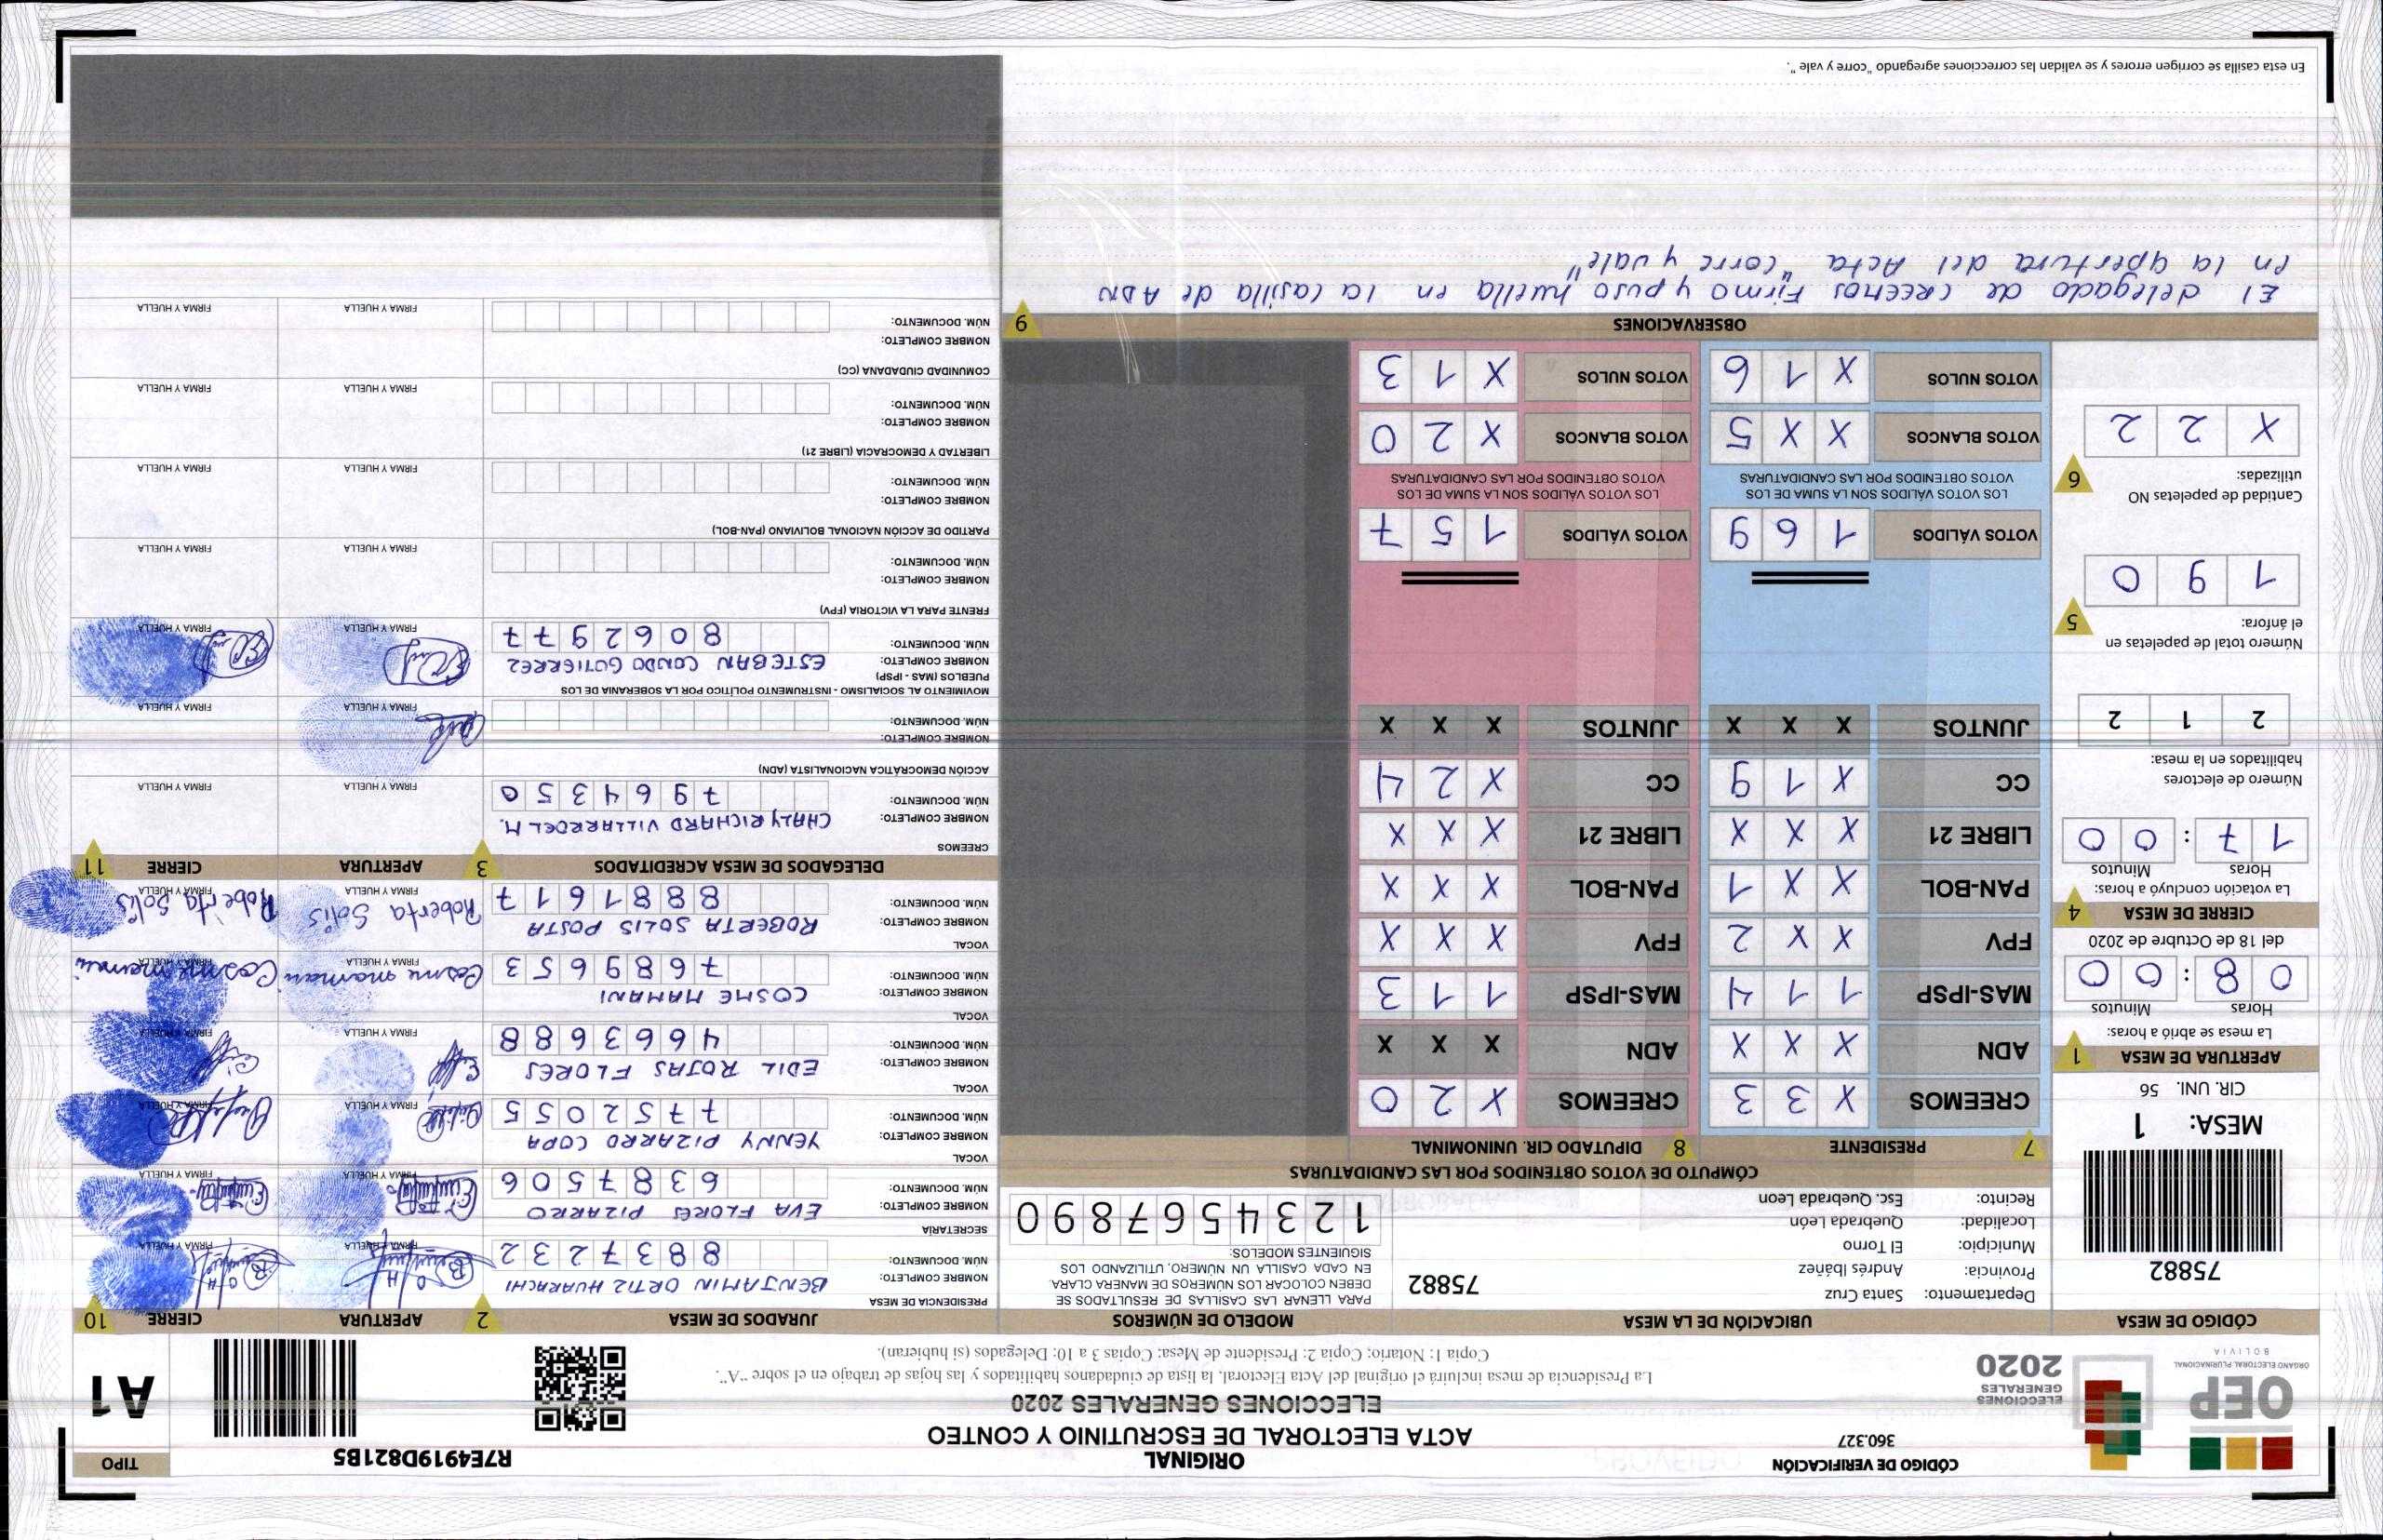 OEP
ÓRGANO ELECTORAL PLURINACIONAL
BOLIVIA
ELECCIONES
GENERALES
2020
CÓDIGO DE VERIFICACIÓN
360.327
ORIGINAL
ACTA ELECTORAL DE ESCRUTINIO Y CONTEO
ELECCIONES GENERALES 2020
La Presidencia de mesa incluirá el original del Acta Electoral, la lista de ciudadanos habilitados y las hojas de trabajo en el sobre "A".
Copia 1: Notario; Copia 2: Presidente de Mesa; Copias 3 a 10: Delegados (si hubieran).
R7E4919D821B5
TIPO
A1
CÓDIGO DE MESA
75882
MESA: 1
CIR. UNI. 56
APERTURA DE MESA 1
La mesa se abrió a horas:
Horas Minutos
0 8 : 0 0
del 18 de Octubre de 2020
CIERRE DE MESA 4
La votación concluyó a horas:
Horas Minutos
1 7 : 0 0
Número de electores
habilitados en la mesa:
2 1 2
Número total de papeletas en
el ánfora: 5
1 9 0
Cantidad de papeletas NO
utilizadas: 6
X 2 2
UBICACIÓN DE LA MESA
Departamento: Santa Cruz
Provincia: Andrés Ibáñez
Municipio: El Torno
Localidad: Quebrada León
Recinto: Esc. Quebrada Leon
75882
MODELO DE NÚMEROS
PARA LLENAR LAS CASILLAS DE RESULTADOS SE
DEBEN COLOCAR LOS NÚMEROS DE MANERA CLARA,
EN CADA CASILLA UN NÚMERO, UTILIZANDO LOS
SIGUIENTES MODELOS:
1 2 3 4 5 6 7 8 9 0
CÓMPUTO DE VOTOS OBTENIDOS POR LAS CANDIDATURAS
7 PRESIDENTE
CREEMOS X 3 3
ADN X X X
MAS-IPSP 1 1 4
FPV X X 2
PAN-BOL X X 1
LIBRE 21 X X X
CC X 1 9
JUNTOS X X X
VOTOS VÁLIDOS 1 6 9
LOS VOTOS VÁLIDOS SON LA SUMA DE LOS
VOTOS OBTENIDOS POR LAS CANDIDATURAS
VOTOS BLANCOS X X 5
VOTOS NULOS X 1 6
8 DIPUTADO CIR. UNINOMINAL
CREEMOS X 2 0
ADN X X X
MAS-IPSP 1 1 3
FPV X X X
PAN-BOL X X X
LIBRE 21 X X X
CC X 2 4
JUNTOS X X X
VOTOS VÁLIDOS 1 5 7
LOS VOTOS VÁLIDOS SON LA SUMA DE LOS
VOTOS OBTENIDOS POR LAS CANDIDATURAS
VOTOS BLANCOS X 2 0
VOTOS NULOS X 1 3
OBSERVACIONES 9
El delegado de CREEMOS Firmo y puso huella en la casilla de ADN
en la apertura del Acta "corre y vale"
En esta casilla se corrigen errores y se validan las correcciones agregando "corre y vale ".
JURADOS DE MESA 2 APERTURA CIERRE 10
PRESIDENCIA DE MESA
NOMBRE COMPLETO: BENJAMIN ORTIZ HUARACHI
NÚM. DOCUMENTO: 8837232
FIRMA Y HUELLA FIRMA Y HUELLA
SECRETARIA
NOMBRE COMPLETO: EVA FLORES PIZARRO
NÚM. DOCUMENTO: 6387506
FIRMA Y HUELLA FIRMA Y HUELLA
VOCAL
NOMBRE COMPLETO: YENNY PIZARRO COPA
NÚM. DOCUMENTO: 7752055
FIRMA Y HUELLA FIRMA Y HUELLA
VOCAL
NOMBRE COMPLETO: EDIL ROJAS FLORES
NÚM. DOCUMENTO: 4663688
FIRMA Y HUELLA FIRMA Y HUELLA
VOCAL
NOMBRE COMPLETO: COSME MAMANI
NÚM. DOCUMENTO: 7689653
FIRMA Y HUELLA FIRMA Y HUELLA
VOCAL
NOMBRE COMPLETO: ROBERTA SOLIS POSTA
NÚM. DOCUMENTO: 8881617
Roberta Solis Roberta Solis
FIRMA Y HUELLA FIRMA Y HUELLA
DELEGADOS DE MESA ACREDITADOS 3 APERTURA CIERRE 11
CREEMOS
NOMBRE COMPLETO: CHALY RICHARD VILLARROEL M.
NÚM. DOCUMENTO: 7964350
FIRMA Y HUELLA FIRMA Y HUELLA
ACCIÓN DEMOCRÁTICA NACIONALISTA (ADN)
NOMBRE COMPLETO:
NÚM. DOCUMENTO:
FIRMA Y HUELLA FIRMA Y HUELLA
MOVIMIENTO AL SOCIALISMO - INSTRUMENTO POLÍTICO POR LA SOBERANIA DE LOS
PUEBLOS (MAS - IPSP)
NOMBRE COMPLETO: ESTEBAN CONDO GUTIERREZ
NÚM. DOCUMENTO: 8062977
FIRMA Y HUELLA FIRMA Y HUELLA
FRENTE PARA LA VICTORIA (FPV)
NOMBRE COMPLETO:
NÚM. DOCUMENTO:
FIRMA Y HUELLA FIRMA Y HUELLA
PARTIDO DE ACCIÓN NACIONAL BOLIVIANO (PAN-BOL)
NOMBRE COMPLETO:
NÚM. DOCUMENTO:
FIRMA Y HUELLA FIRMA Y HUELLA
LIBERTAD Y DEMOCRACIA (LIBRE 21)
NOMBRE COMPLETO:
NÚM. DOCUMENTO:
FIRMA Y HUELLA FIRMA Y HUELLA
COMUNIDAD CIUDADANA (CC)
NOMBRE COMPLETO:
NÚM. DOCUMENTO:
FIRMA Y HUELLA FIRMA Y HUELLA